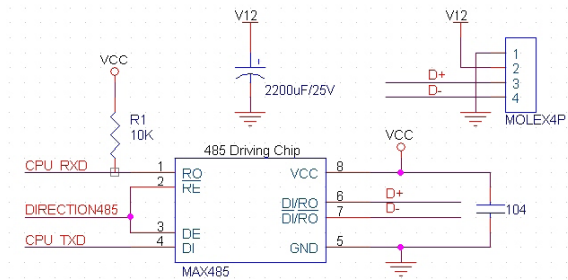 V12
V12
VCC
2200uF/25V
1
2
D+ 3
D- 4
MOLEX4P
R1
10K
485 Driving Chip
VCC
CPU_RXD 1 RO VCC 8
2 RE
DI/RO 6 D+
DIRECTION485 DI/RO 7 D-
104
3 DE
CPU_TXD 4 DI GND 5
MAX485